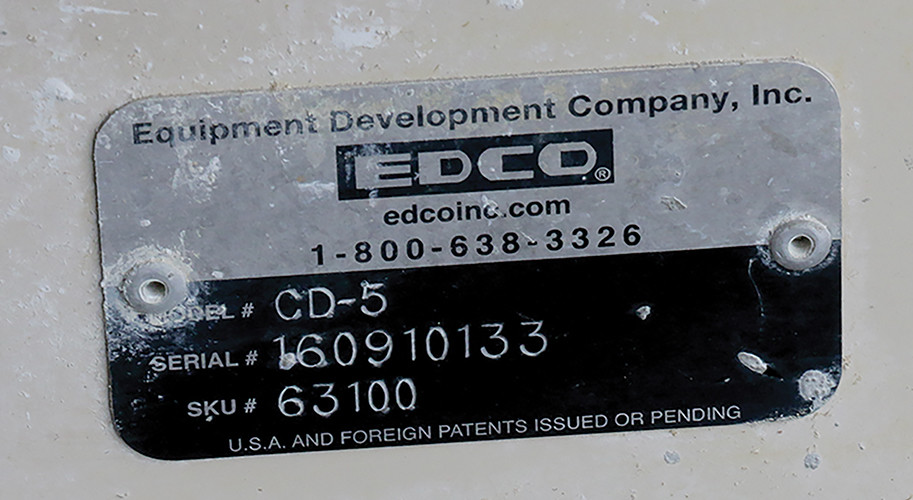 Equipment Development Company, Inc.
EDCO®
edcoinc.com
1-800-638-3326
MODEL # CD-5
SERIAL # 160910133
SKU # 63100
U.S.A. AND FOREIGN PATENTS ISSUED OR PENDING